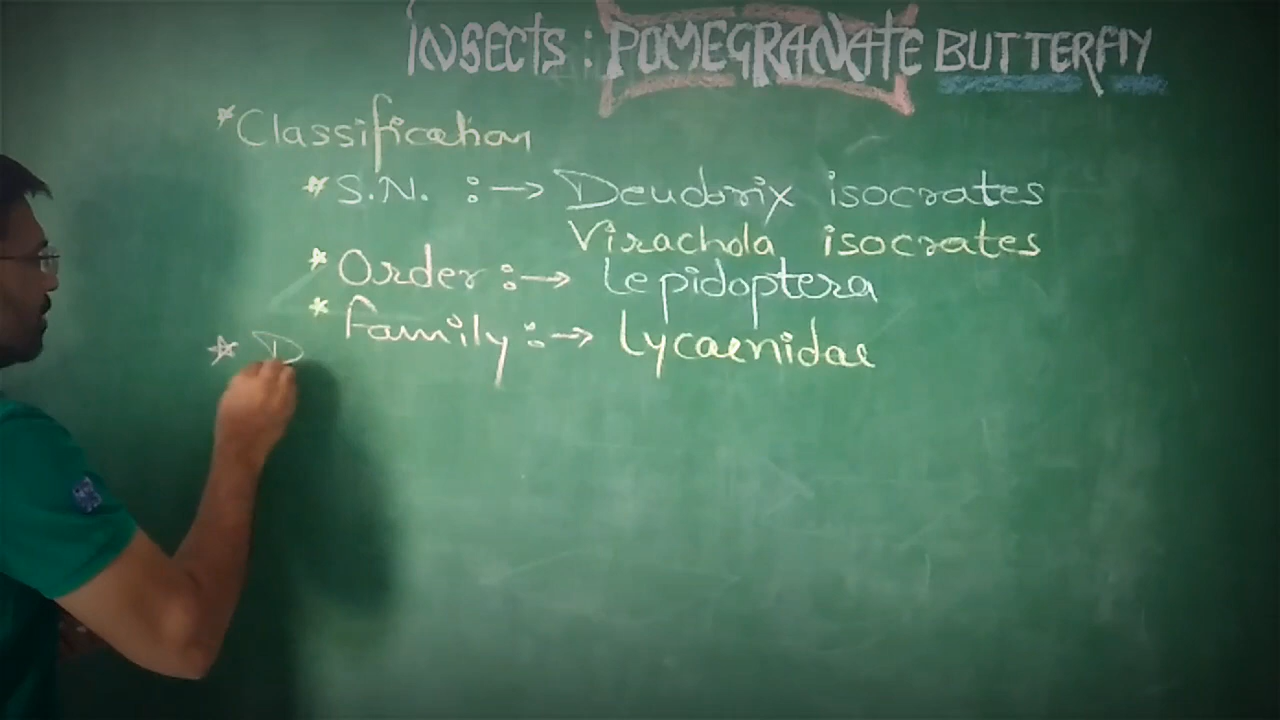 INSECTS : POMEGRANATE BUTTERFLY
* Classification
* S.N. :→ Deudorix isocrates
Virachola isocrates
* Order :→ Lepidoptera
* Family :→ Lycaenidae
* D